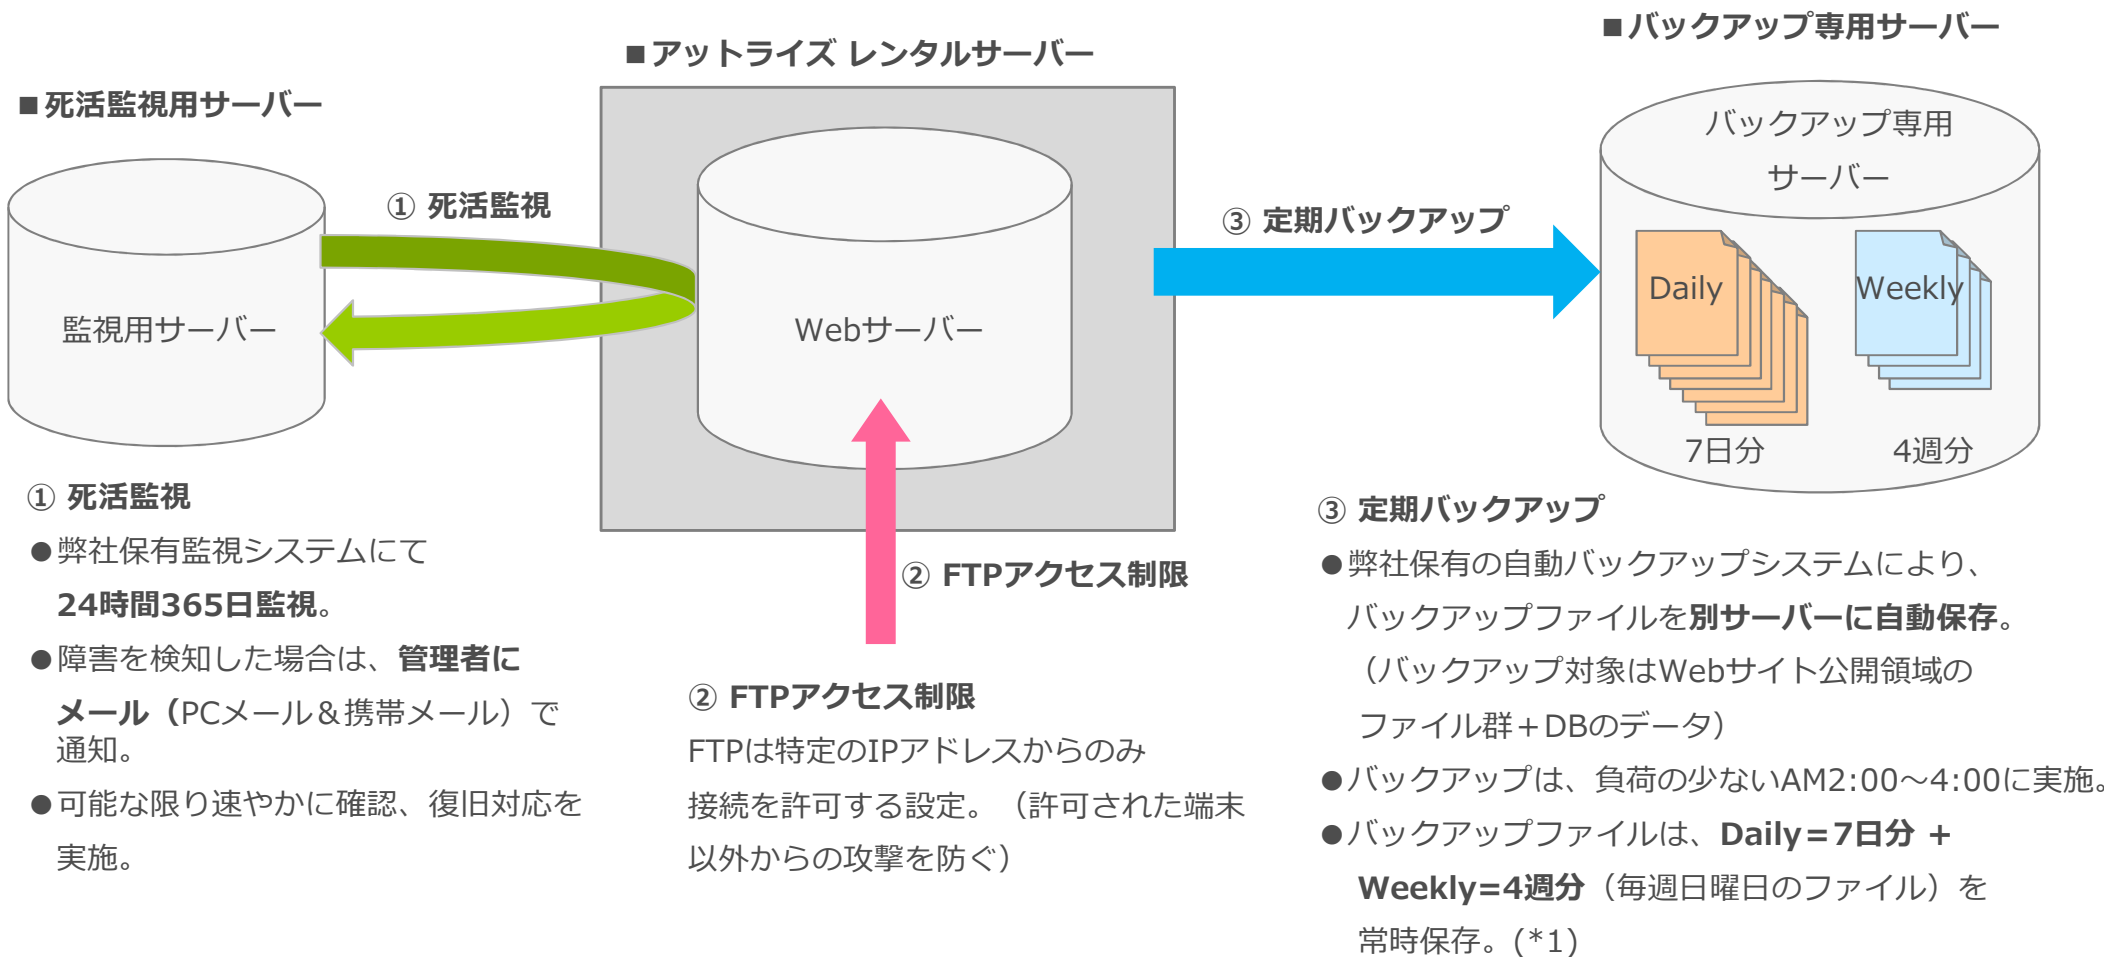 ■死活監視用サーバー
監視用サーバー
① 死活監視
■アットライズ レンタルサーバー
Webサーバー
③ 定期バックアップ
■バックアップ専用サーバー
バックアップ専用
サーバー
Daily
Weekly
7日分
4週分
① 死活監視
●弊社保有監視システムにて
24時間365日監視。
●障害を検知した場合は、管理者に
メール（PCメール＆携帯メール）で
通知。
●可能な限り速やかに確認、復旧対応を
実施。
② FTPアクセス制限
② FTPアクセス制限
FTPは特定のIPアドレスからのみ
接続を許可する設定。（許可された端末
以外からの攻撃を防ぐ）
③ 定期バックアップ
●弊社保有の自動バックアップシステムにより、
バックアップファイルを別サーバーに自動保存。
（バックアップ対象はWebサイト公開領域の
ファイル群＋DBのデータ）
●バックアップは、負荷の少ないAM2:00～4:00に実施。
●バックアップファイルは、Daily＝7日分 +
Weekly=4週分（毎週日曜日のファイル）を
常時保存。(*1)